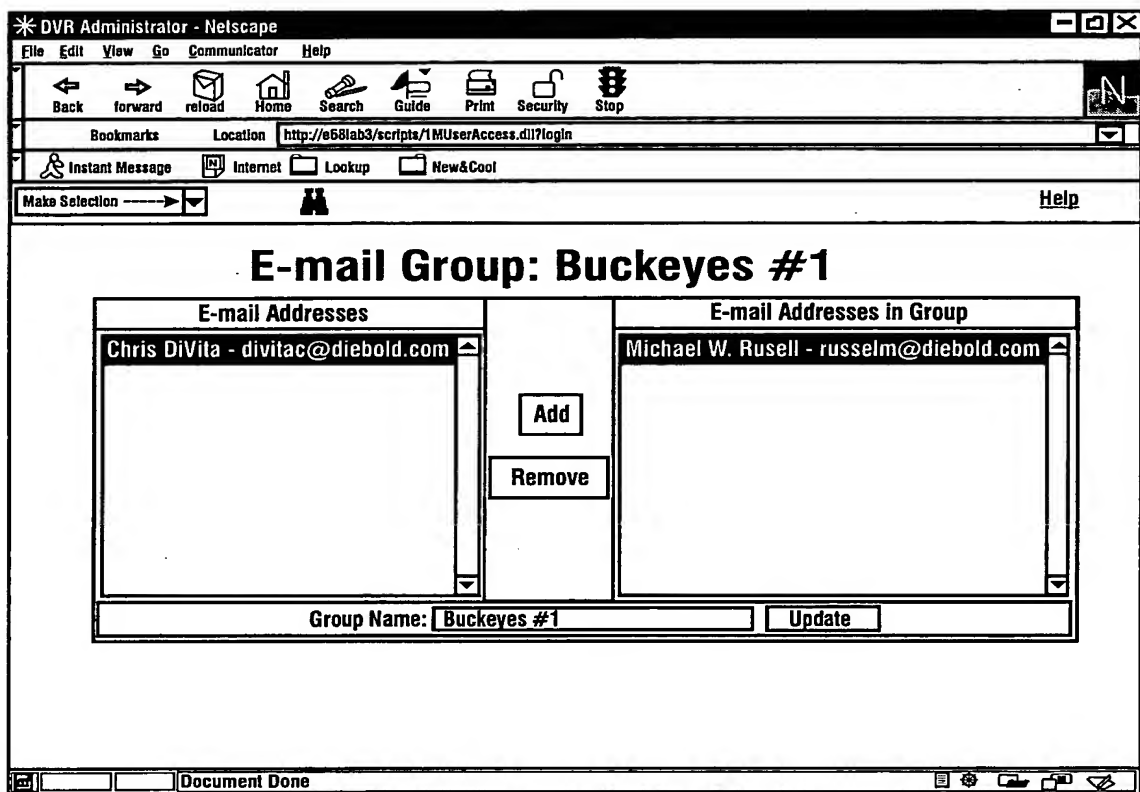 DVR Administrator - Netscape
File Edit View Go Communicator Help
Back forward reload Home Search Guide Print Security Stop
N
Bookmarks Location http://e68lab3/scripts/1MUserAccess.dll?login
Instant Message N Internet Lookup New&Cool
Make Selection ------> Help
E-mail Group: Buckeyes #1
E-mail Addresses E-mail Addresses in Group
Chris DiVita - divitac@diebold.com Michael W. Rusell - russelm@diebold.com
Add
Remove
Group Name: Buckeyes #1 Update
Document Done